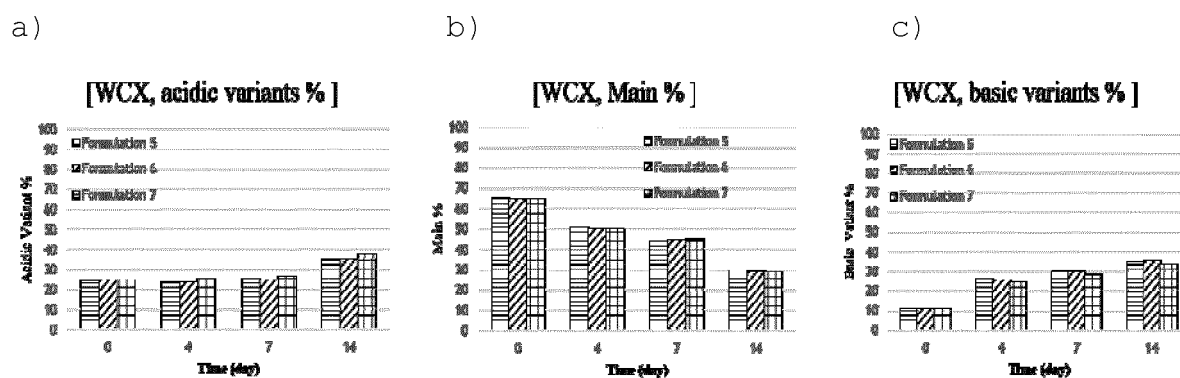 a)
b)
c)
[WCX, acidic variants % ]
100
90
80
70
60
50
40
30
20
10
0
Acidic Variant %
Formulation 5
Formulation 6
Formulation 7
0 4 7 14
Time (day)
[WCX, Main % ]
100
90
80
70
60
50
40
30
20
10
0
Main %
Formulation 5
Formulation 6
Formulation 7
0 4 7 14
Time (day)
[WCX, basic variants % ]
100
90
80
70
60
50
40
30
20
10
0
Basic Variant %
Formulation 5
Formulation 6
Formulation 7
0 4 7 14
Time (day)